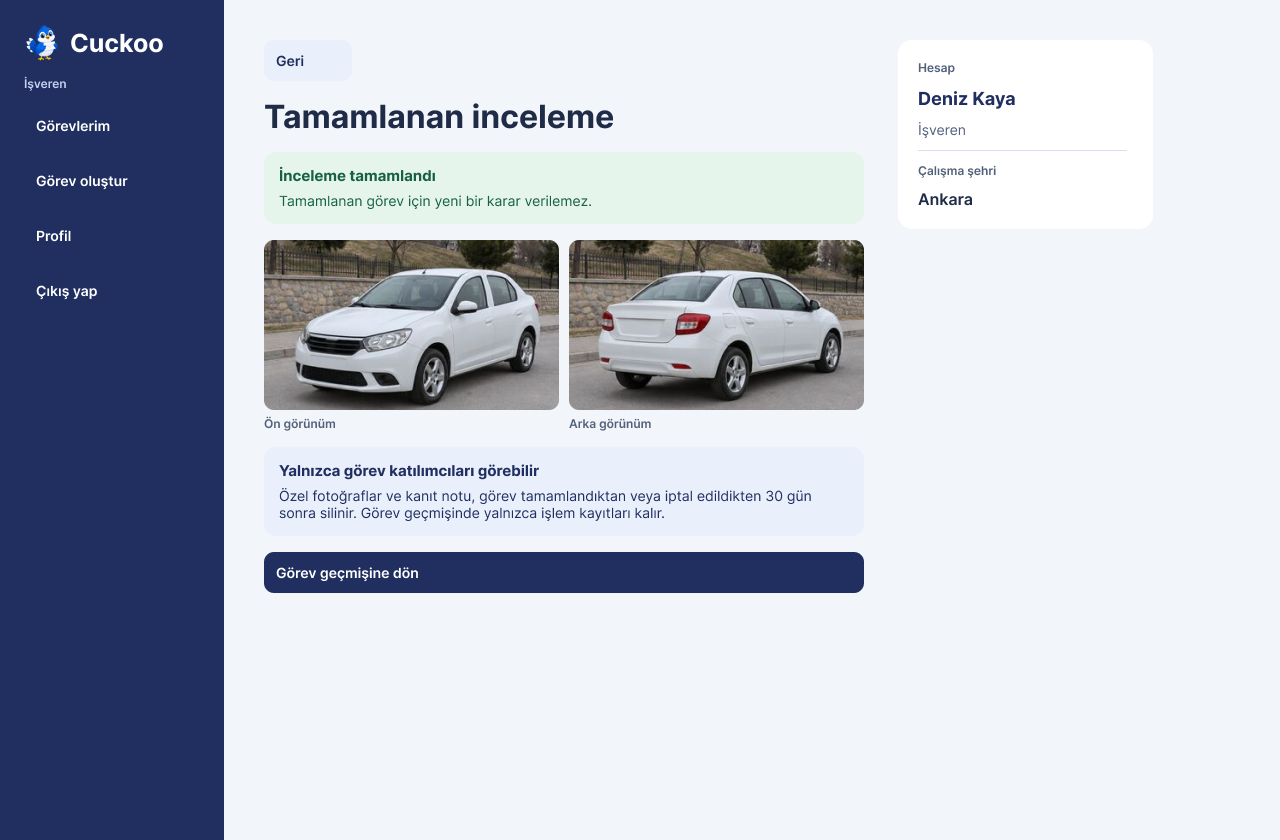 Cuckoo
İşveren
Görevlerim
Görev oluştur
Profil
Çıkış yap
Geri
Tamamlanan inceleme
İnceleme tamamlandı
Tamamlanan görev için yeni bir karar verilemez.
Ön görünüm
Arka görünüm
Yalnızca görev katılımcıları görebilir
Özel fotoğraflar ve kanıt notu, görev tamamlandıktan veya iptal edildikten 30 gün
sonra silinir. Görev geçmişinde yalnızca işlem kayıtları kalır.
Görev geçmişine dön
Hesap
Deniz Kaya
İşveren
Çalışma şehri
Ankara